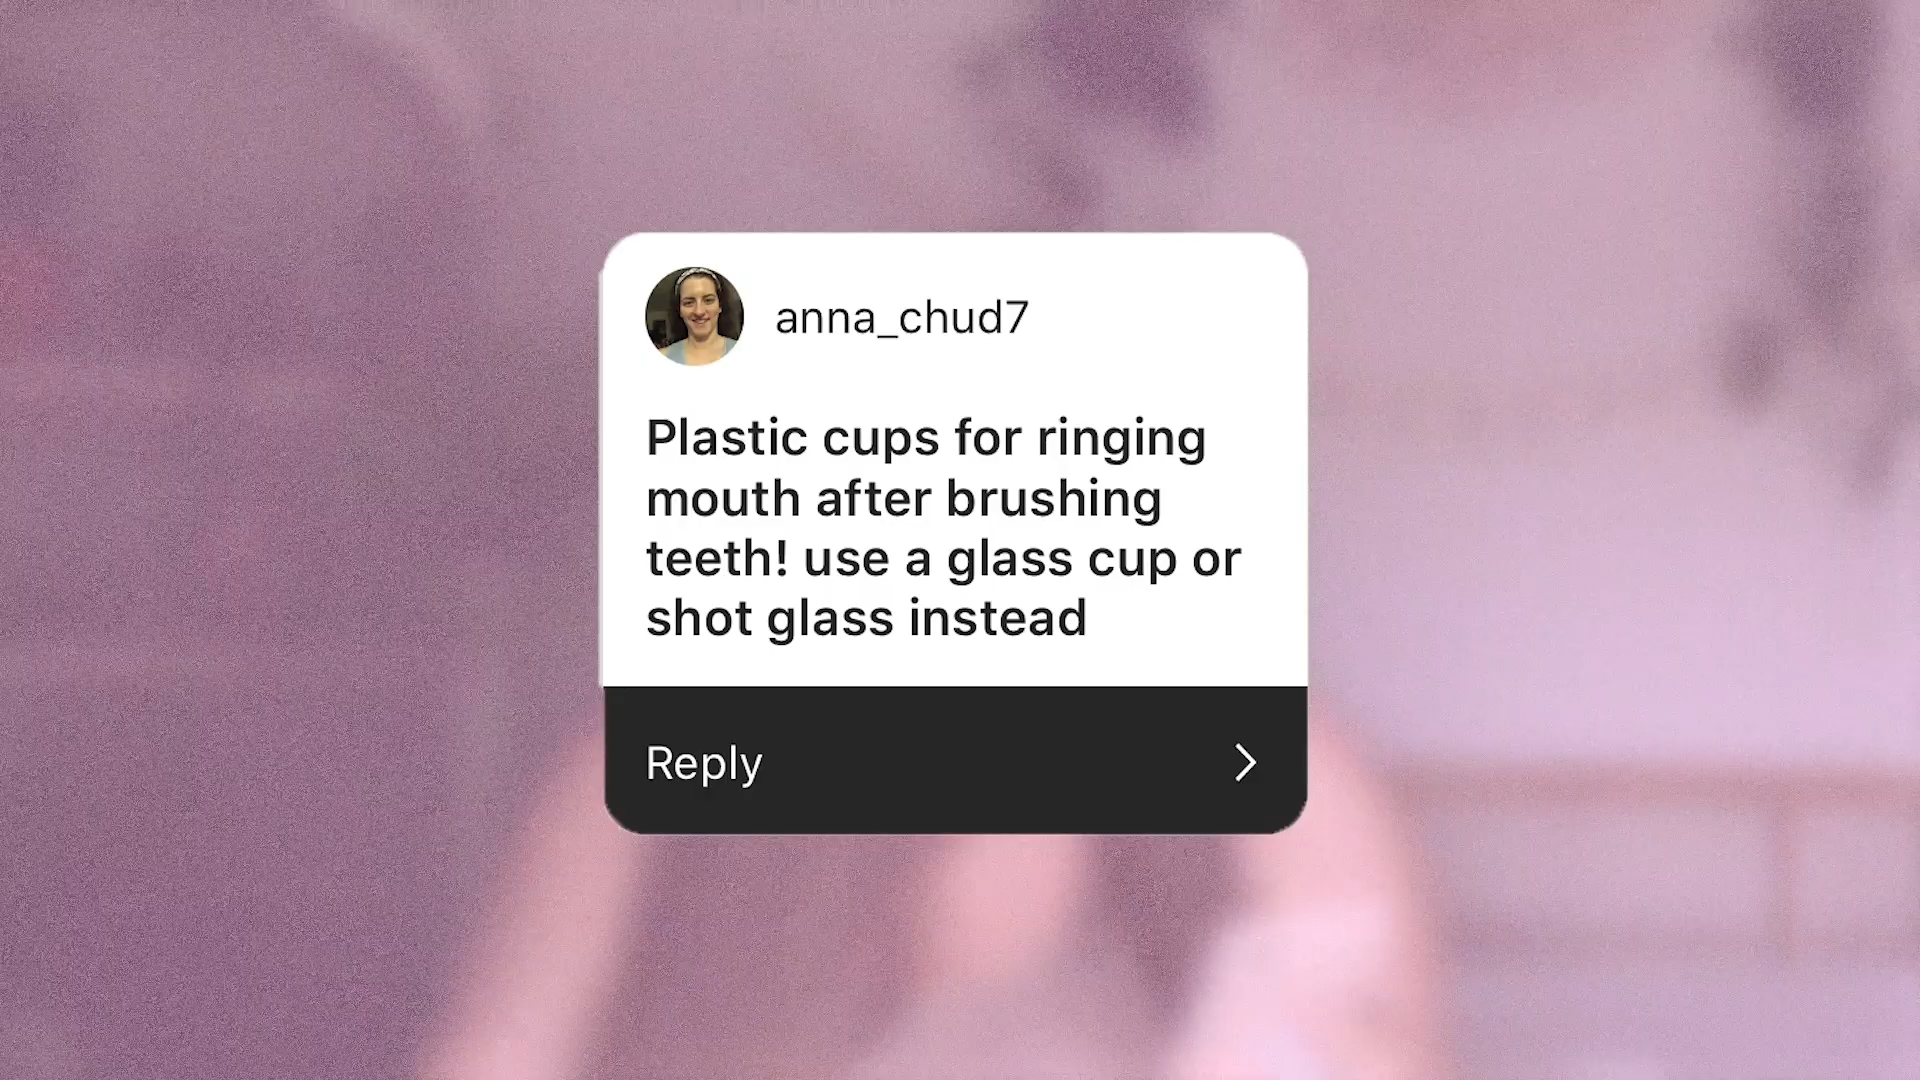 anna_chud7
Plastic cups for ringing
mouth after brushing
teeth! use a glass cup or
shot glass instead
Reply